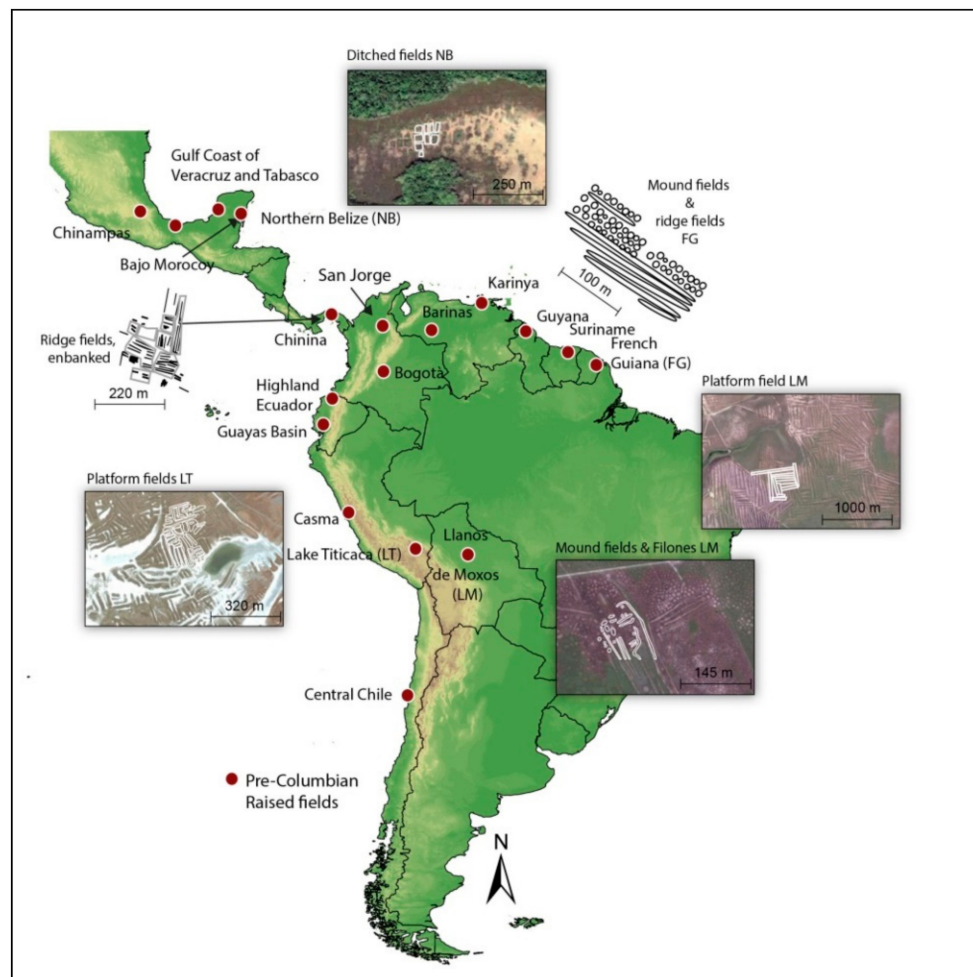 Ditched fields NB
250 m
Gulf Coast of
Veracruz and Tabasco
Chinampas
Northern Belize (NB)
Bajo Morocoy
Mound fields
&
ridge fields
FG
100 m
San Jorge
Karinya
Ridge fields,
enbanked
220 m
Chinina
Barinas
Guyana
Suriname
French
Guiana (FG)
Bogotà
Highland
Ecuador
Guayas Basin
Platform field LM
1000 m
Platform fields LT
320 m
Casma
Lake Titicaca (LT)
Llanos
de Moxos
(LM)
Mound fields & Filones LM
145 m
Central Chile
Pre-Columbian
Raised fields
N